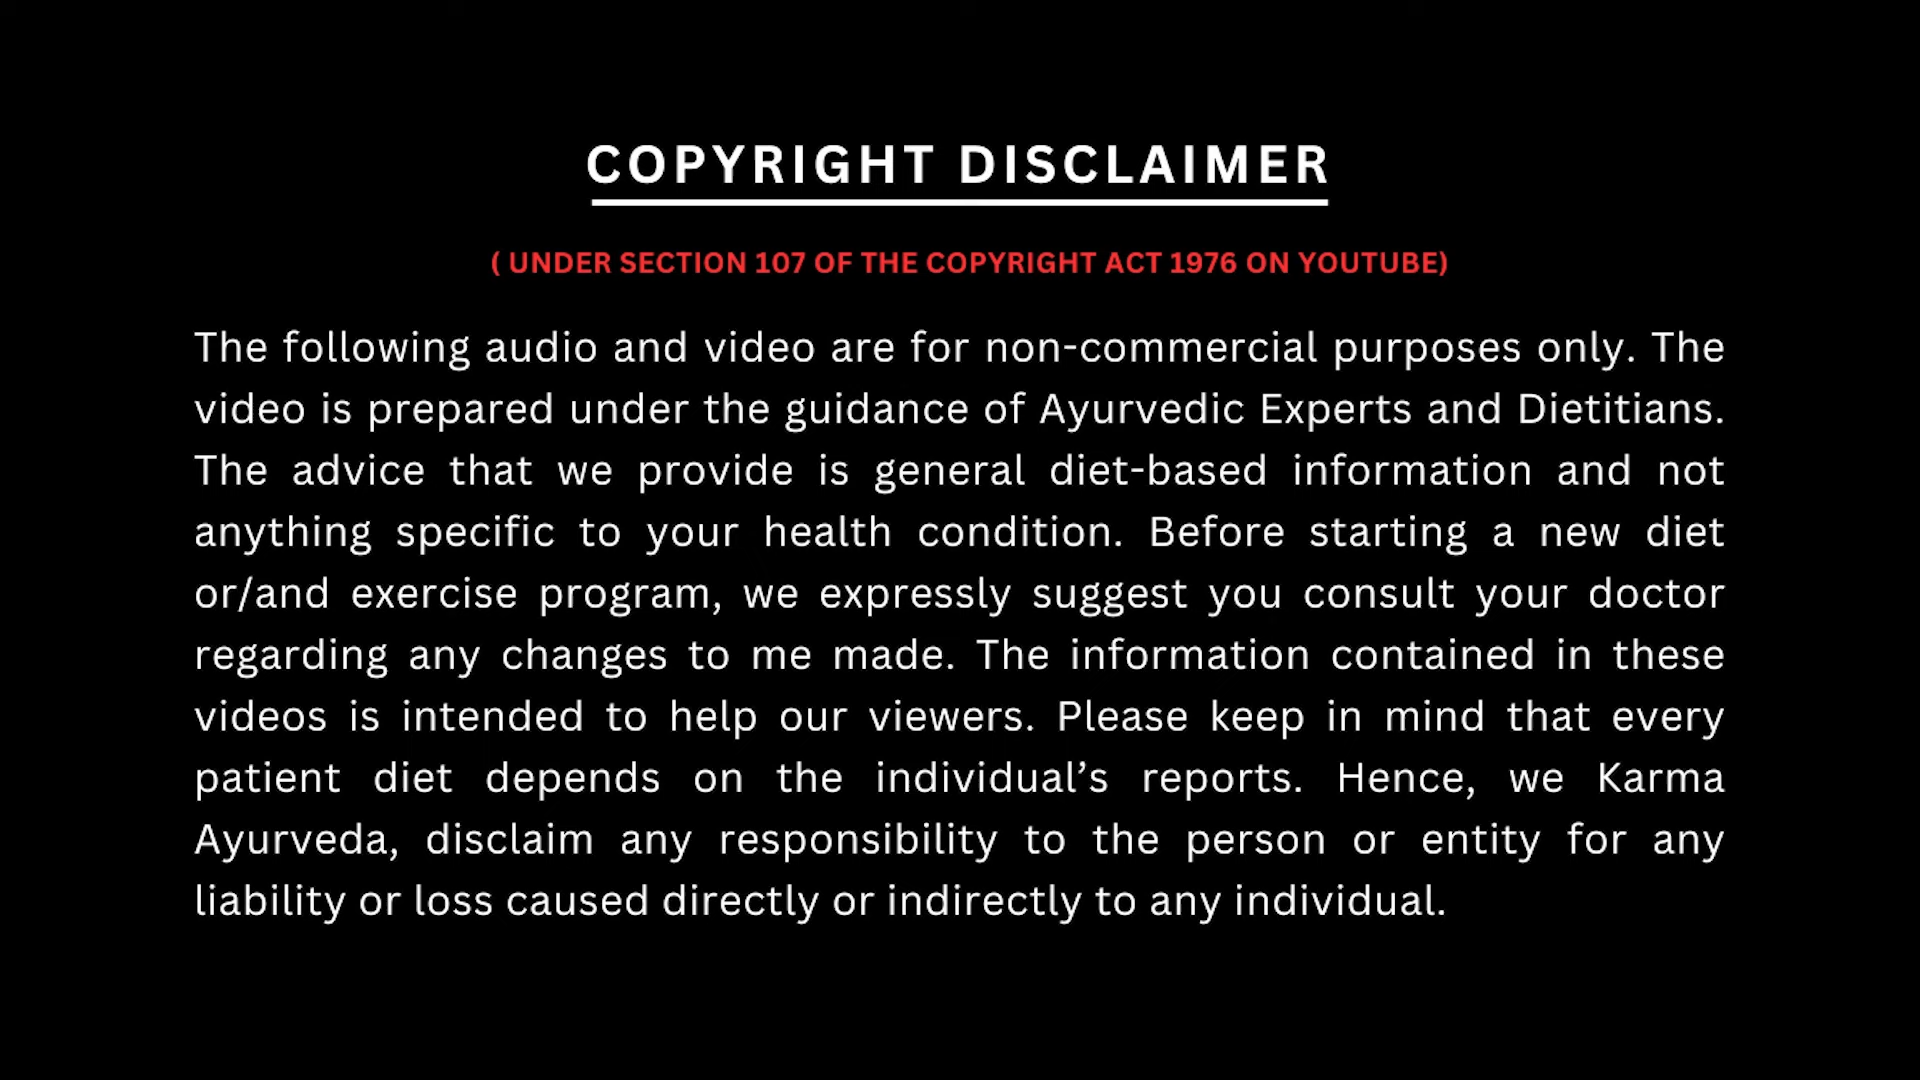 COPYRIGHT DISCLAIMER
( UNDER SECTION 107 OF THE COPYRIGHT ACT 1976 ON YOUTUBE)
The following audio and video are for non-commercial purposes only. The
video is prepared under the guidance of Ayurvedic Experts and Dietitians.
The advice that we provide is general diet-based information and not
anything specific to your health condition. Before starting a new diet
or/and exercise program, we expressly suggest you consult your doctor
regarding any changes to me made. The information contained in these
videos is intended to help our viewers. Please keep in mind that every
patient diet depends on the individual’s reports. Hence, we Karma
Ayurveda, disclaim any responsibility to the person or entity for any
liability or loss caused directly or indirectly to any individual.